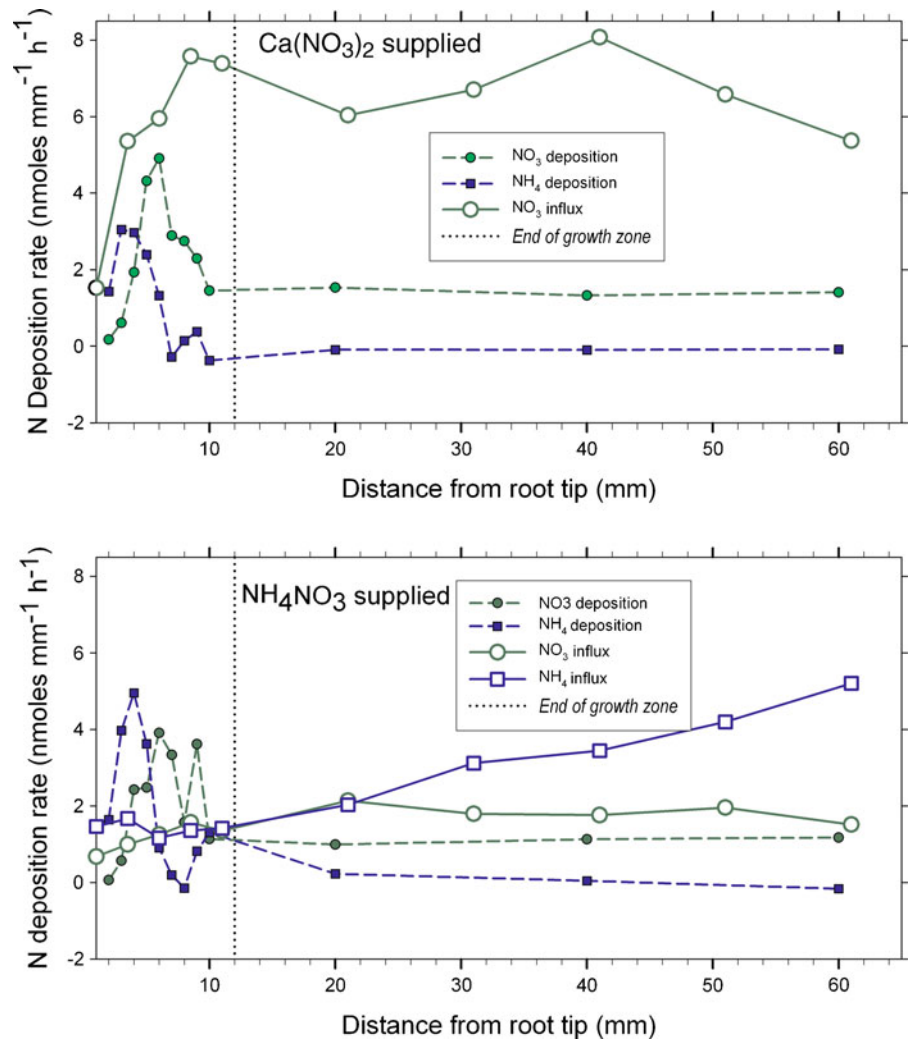 Ca(NO₃)₂ supplied
N Deposition rate (nmoles mm⁻¹ h⁻¹)
8
6
4
2
0
-2
NO₃ deposition
NH₄ deposition
NO₃ influx
End of growth zone
10 20 30 40 50 60
Distance from root tip (mm)
NH₄NO₃ supplied
N deposition rate (nmoles mm⁻¹ h⁻¹)
8
6
4
2
0
-2
NO3 deposition
NH₄ deposition
NO₃ influx
NH₄ influx
End of growth zone
10 20 30 40 50 60
Distance from root tip (mm)